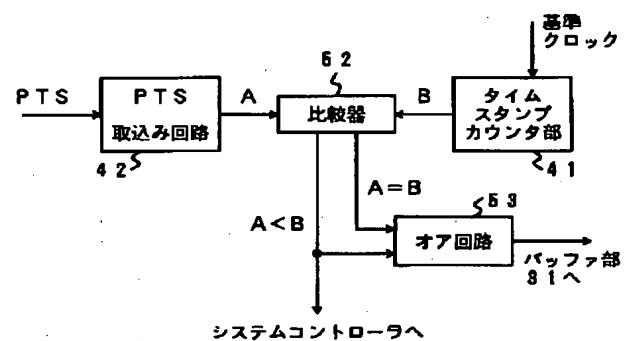 基準
クロック
52
PTS
PTS
取込み回路
A
比較器
B
タイム
スタンプ
カウンタ部
42
41
A=B
53
A<B
オア回路
バッファ部
31へ
システムコントローラへ